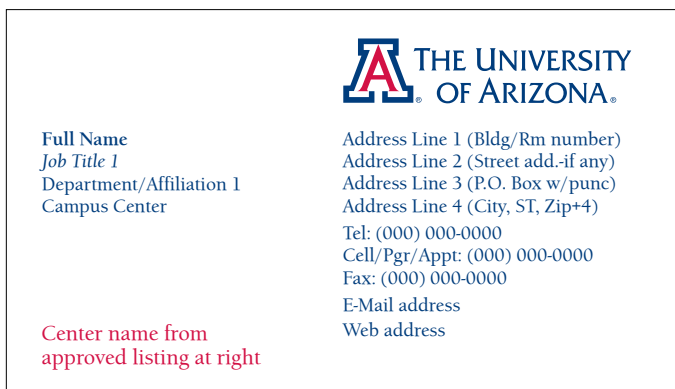 A
THE UNIVERSITY
® OF ARIZONA®
Full Name
Job Title 1
Department/Affiliation 1
Campus Center
Center name from
approved listing at right
Address Line 1 (Bldg/Rm number)
Address Line 2 (Street add.-if any)
Address Line 3 (P.O. Box w/punc)
Address Line 4 (City, ST, Zip+4)
Tel: (000) 000-0000
Cell/Pgr/Appt: (000) 000-0000
Fax: (000) 000-0000
E-Mail address
Web address